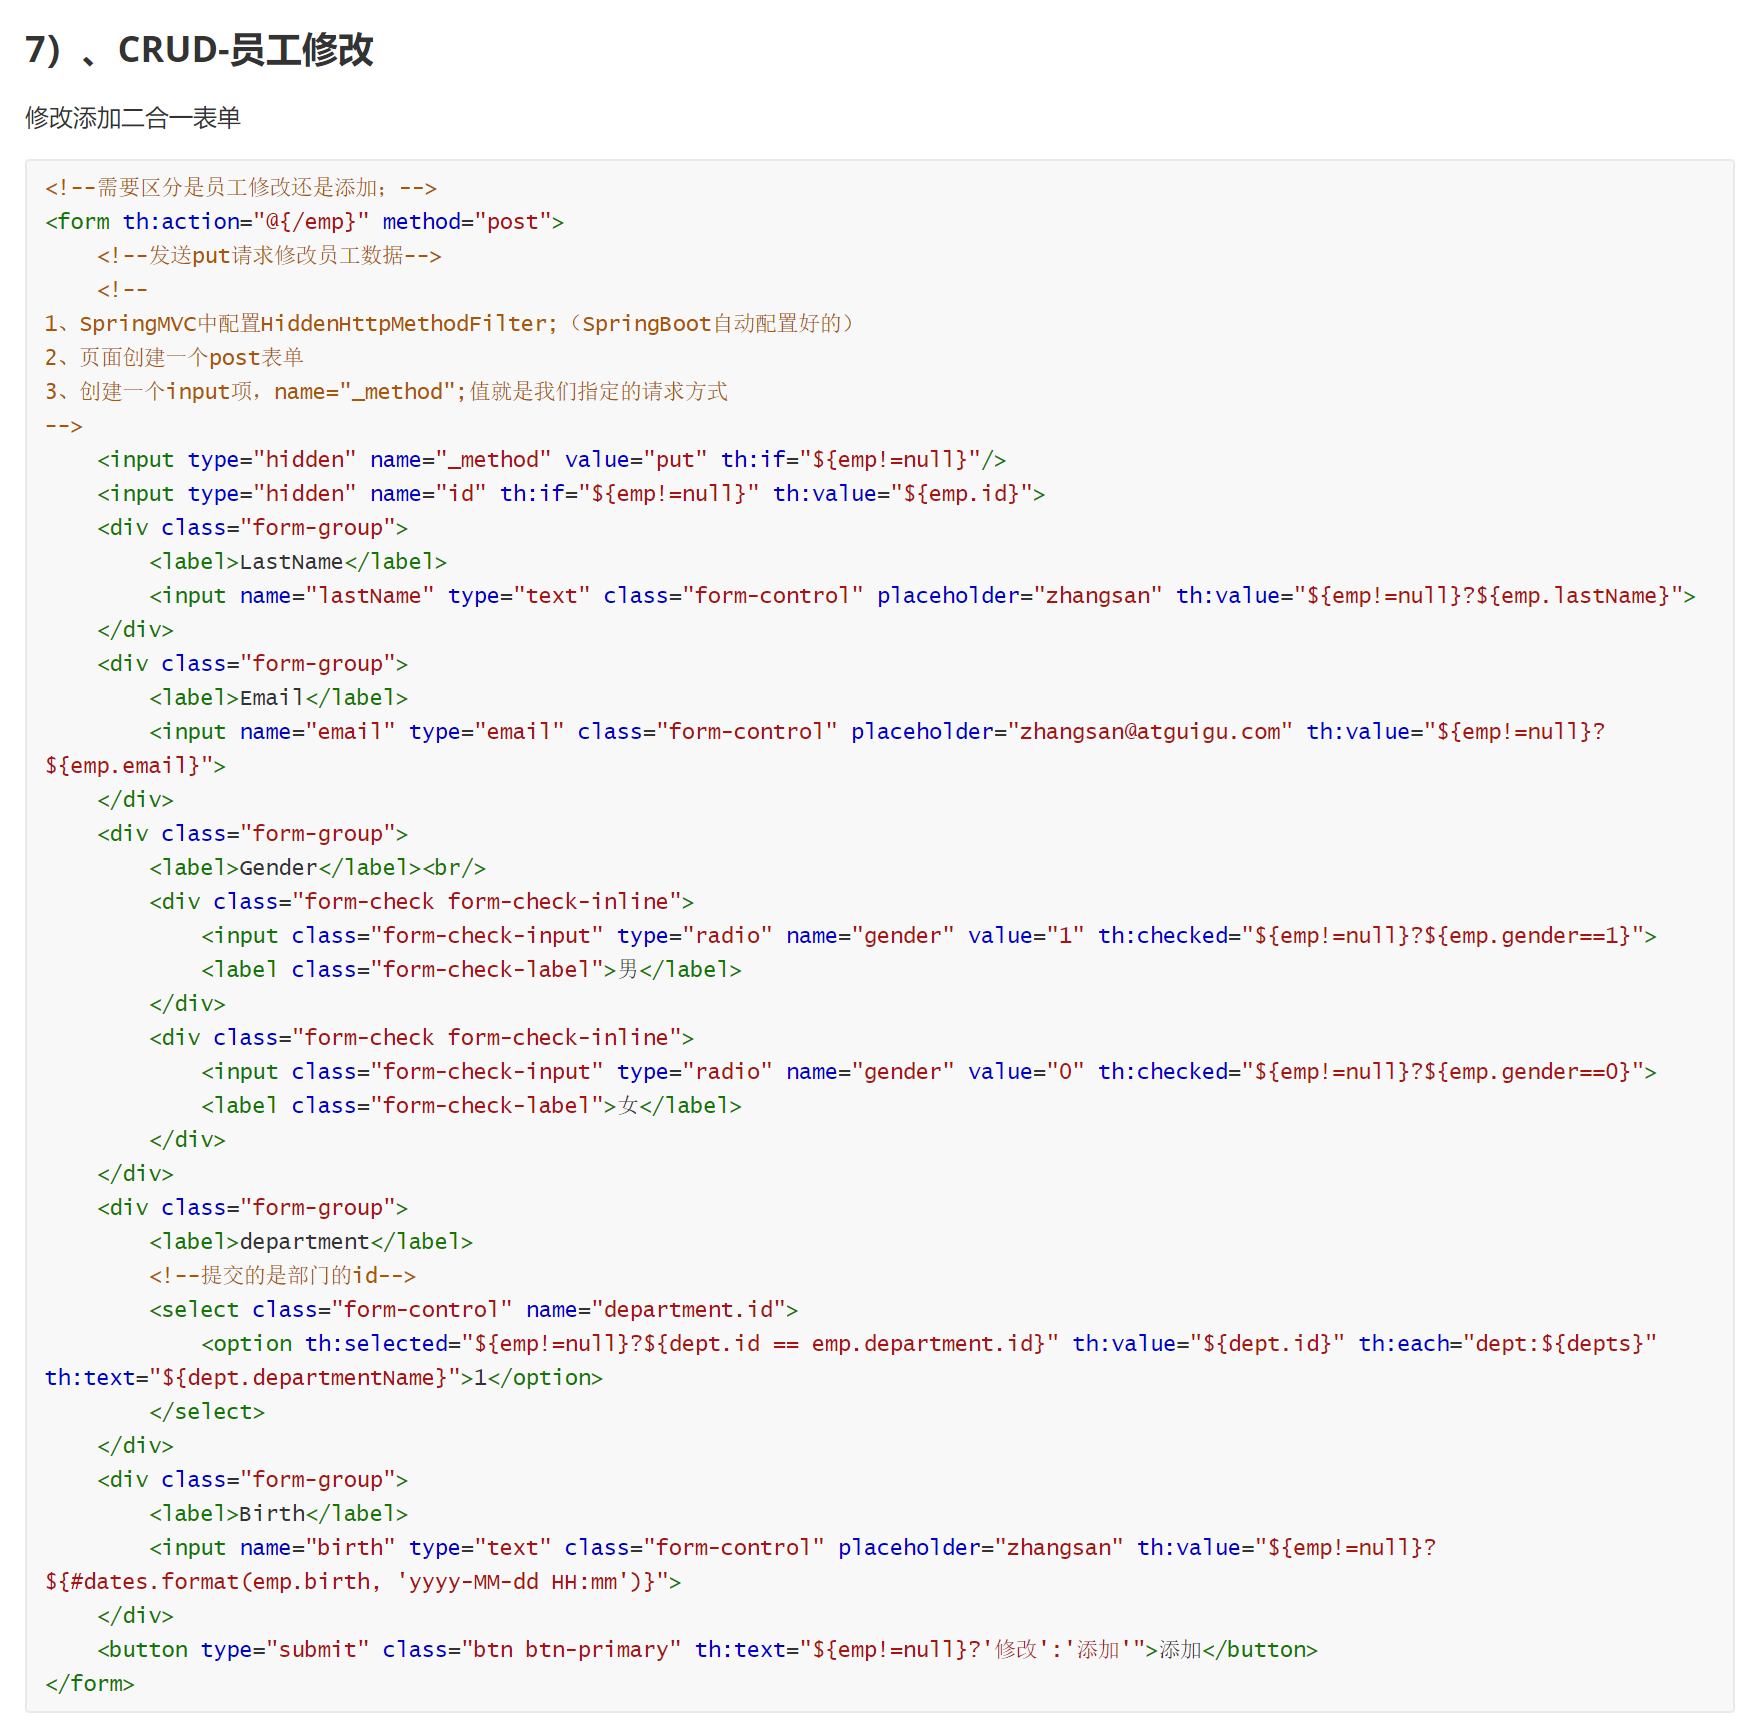 7）、CRUD-员工修改
修改添加二合一表单
<!--需要区分是员工修改还是添加；-->
<form th:action="@{/emp}" method="post">
    <!--发送put请求修改员工数据-->
    <!--
1、SpringMVC中配置HiddenHttpMethodFilter;（SpringBoot自动配置好的）
2、页面创建一个post表单
3、创建一个input项，name="_method";值就是我们指定的请求方式
-->
    <input type="hidden" name="_method" value="put" th:if="${emp!=null}"/>
    <input type="hidden" name="id" th:if="${emp!=null}" th:value="${emp.id}">
    <div class="form-group">
        <label>LastName</label>
        <input name="lastName" type="text" class="form-control" placeholder="zhangsan" th:value="${emp!=null}?${emp.lastName}">
    </div>
    <div class="form-group">
        <label>Email</label>
        <input name="email" type="email" class="form-control" placeholder="zhangsan@atguigu.com" th:value="${emp!=null}?
${emp.email}">
    </div>
    <div class="form-group">
        <label>Gender</label><br/>
        <div class="form-check form-check-inline">
            <input class="form-check-input" type="radio" name="gender" value="1" th:checked="${emp!=null}?${emp.gender==1}">
            <label class="form-check-label">男</label>
        </div>
        <div class="form-check form-check-inline">
            <input class="form-check-input" type="radio" name="gender" value="0" th:checked="${emp!=null}?${emp.gender==0}">
            <label class="form-check-label">女</label>
        </div>
    </div>
    <div class="form-group">
        <label>department</label>
        <!--提交的是部门的id-->
        <select class="form-control" name="department.id">
            <option th:selected="${emp!=null}?${dept.id == emp.department.id}" th:value="${dept.id}" th:each="dept:${depts}"
th:text="${dept.departmentName}">1</option>
        </select>
    </div>
    <div class="form-group">
        <label>Birth</label>
        <input name="birth" type="text" class="form-control" placeholder="zhangsan" th:value="${emp!=null}?
${#dates.format(emp.birth, 'yyyy-MM-dd HH:mm')}">
    </div>
    <button type="submit" class="btn btn-primary" th:text="${emp!=null}?'修改':'添加'">添加</button>
</form>